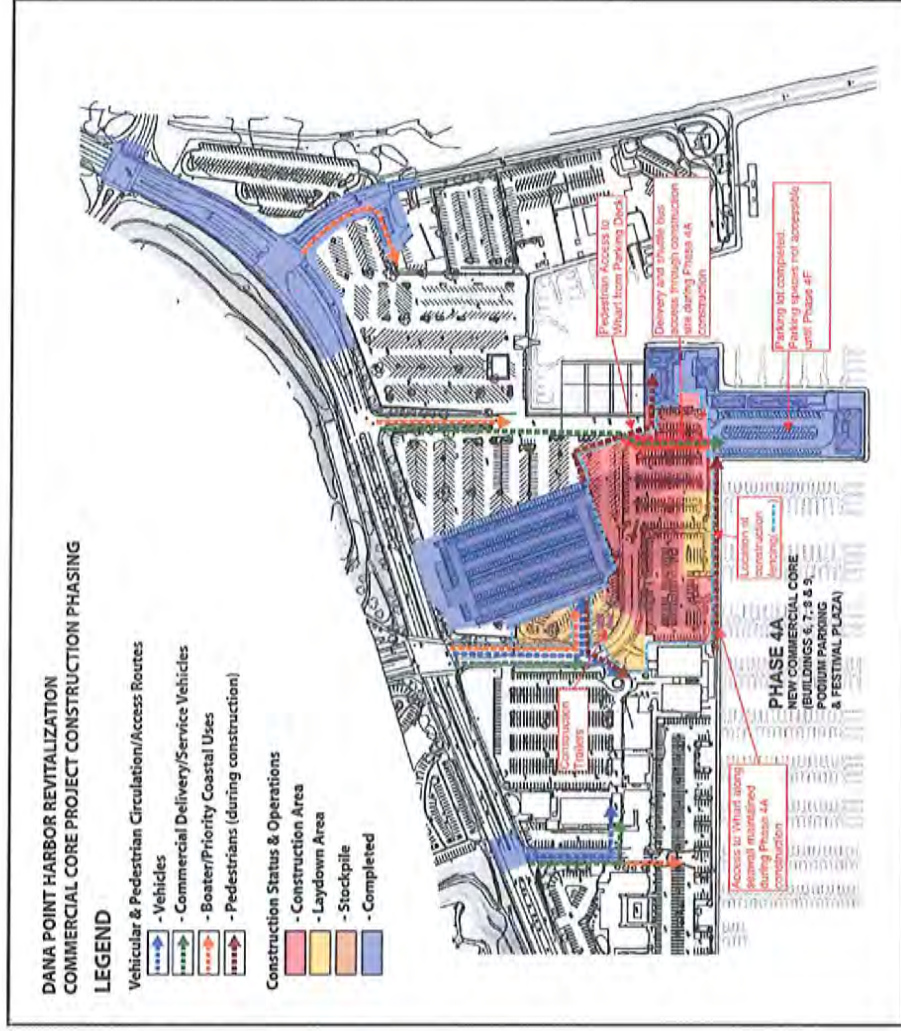 DANA POINT HARBOR REVITALIZATION
COMMERCIAL CORE PROJECT CONSTRUCTION PHASING
LEGEND
Vehicular & Pedestrian Circulation/Access Routes
- Vehicles
- Commercial Delivery/Service Vehicles
- Boater/Priority Coastal Uses
- Pedestrians (during construction)
Construction Status & Operations
- Construction Area
- Laydown Area
- Stockpile
- Completed
Pedestrian Access to
Wharf from Parking Deck
Delivery and shuttle bus
access through construction
site during Phase 4A
construction
Parking lot completed.
Parking spaces not accessible
until Phase 4F
Location of
construction
fencing
Construction
Trailers
Access to Wharf along
seawall maintained
during Phase 4A
construction
PHASE 4A
NEW COMMERCIAL CORE
(BUILDINGS 6, 7, 8 & 9,
PODIUM PARKING
& FESTIVAL PLAZA)